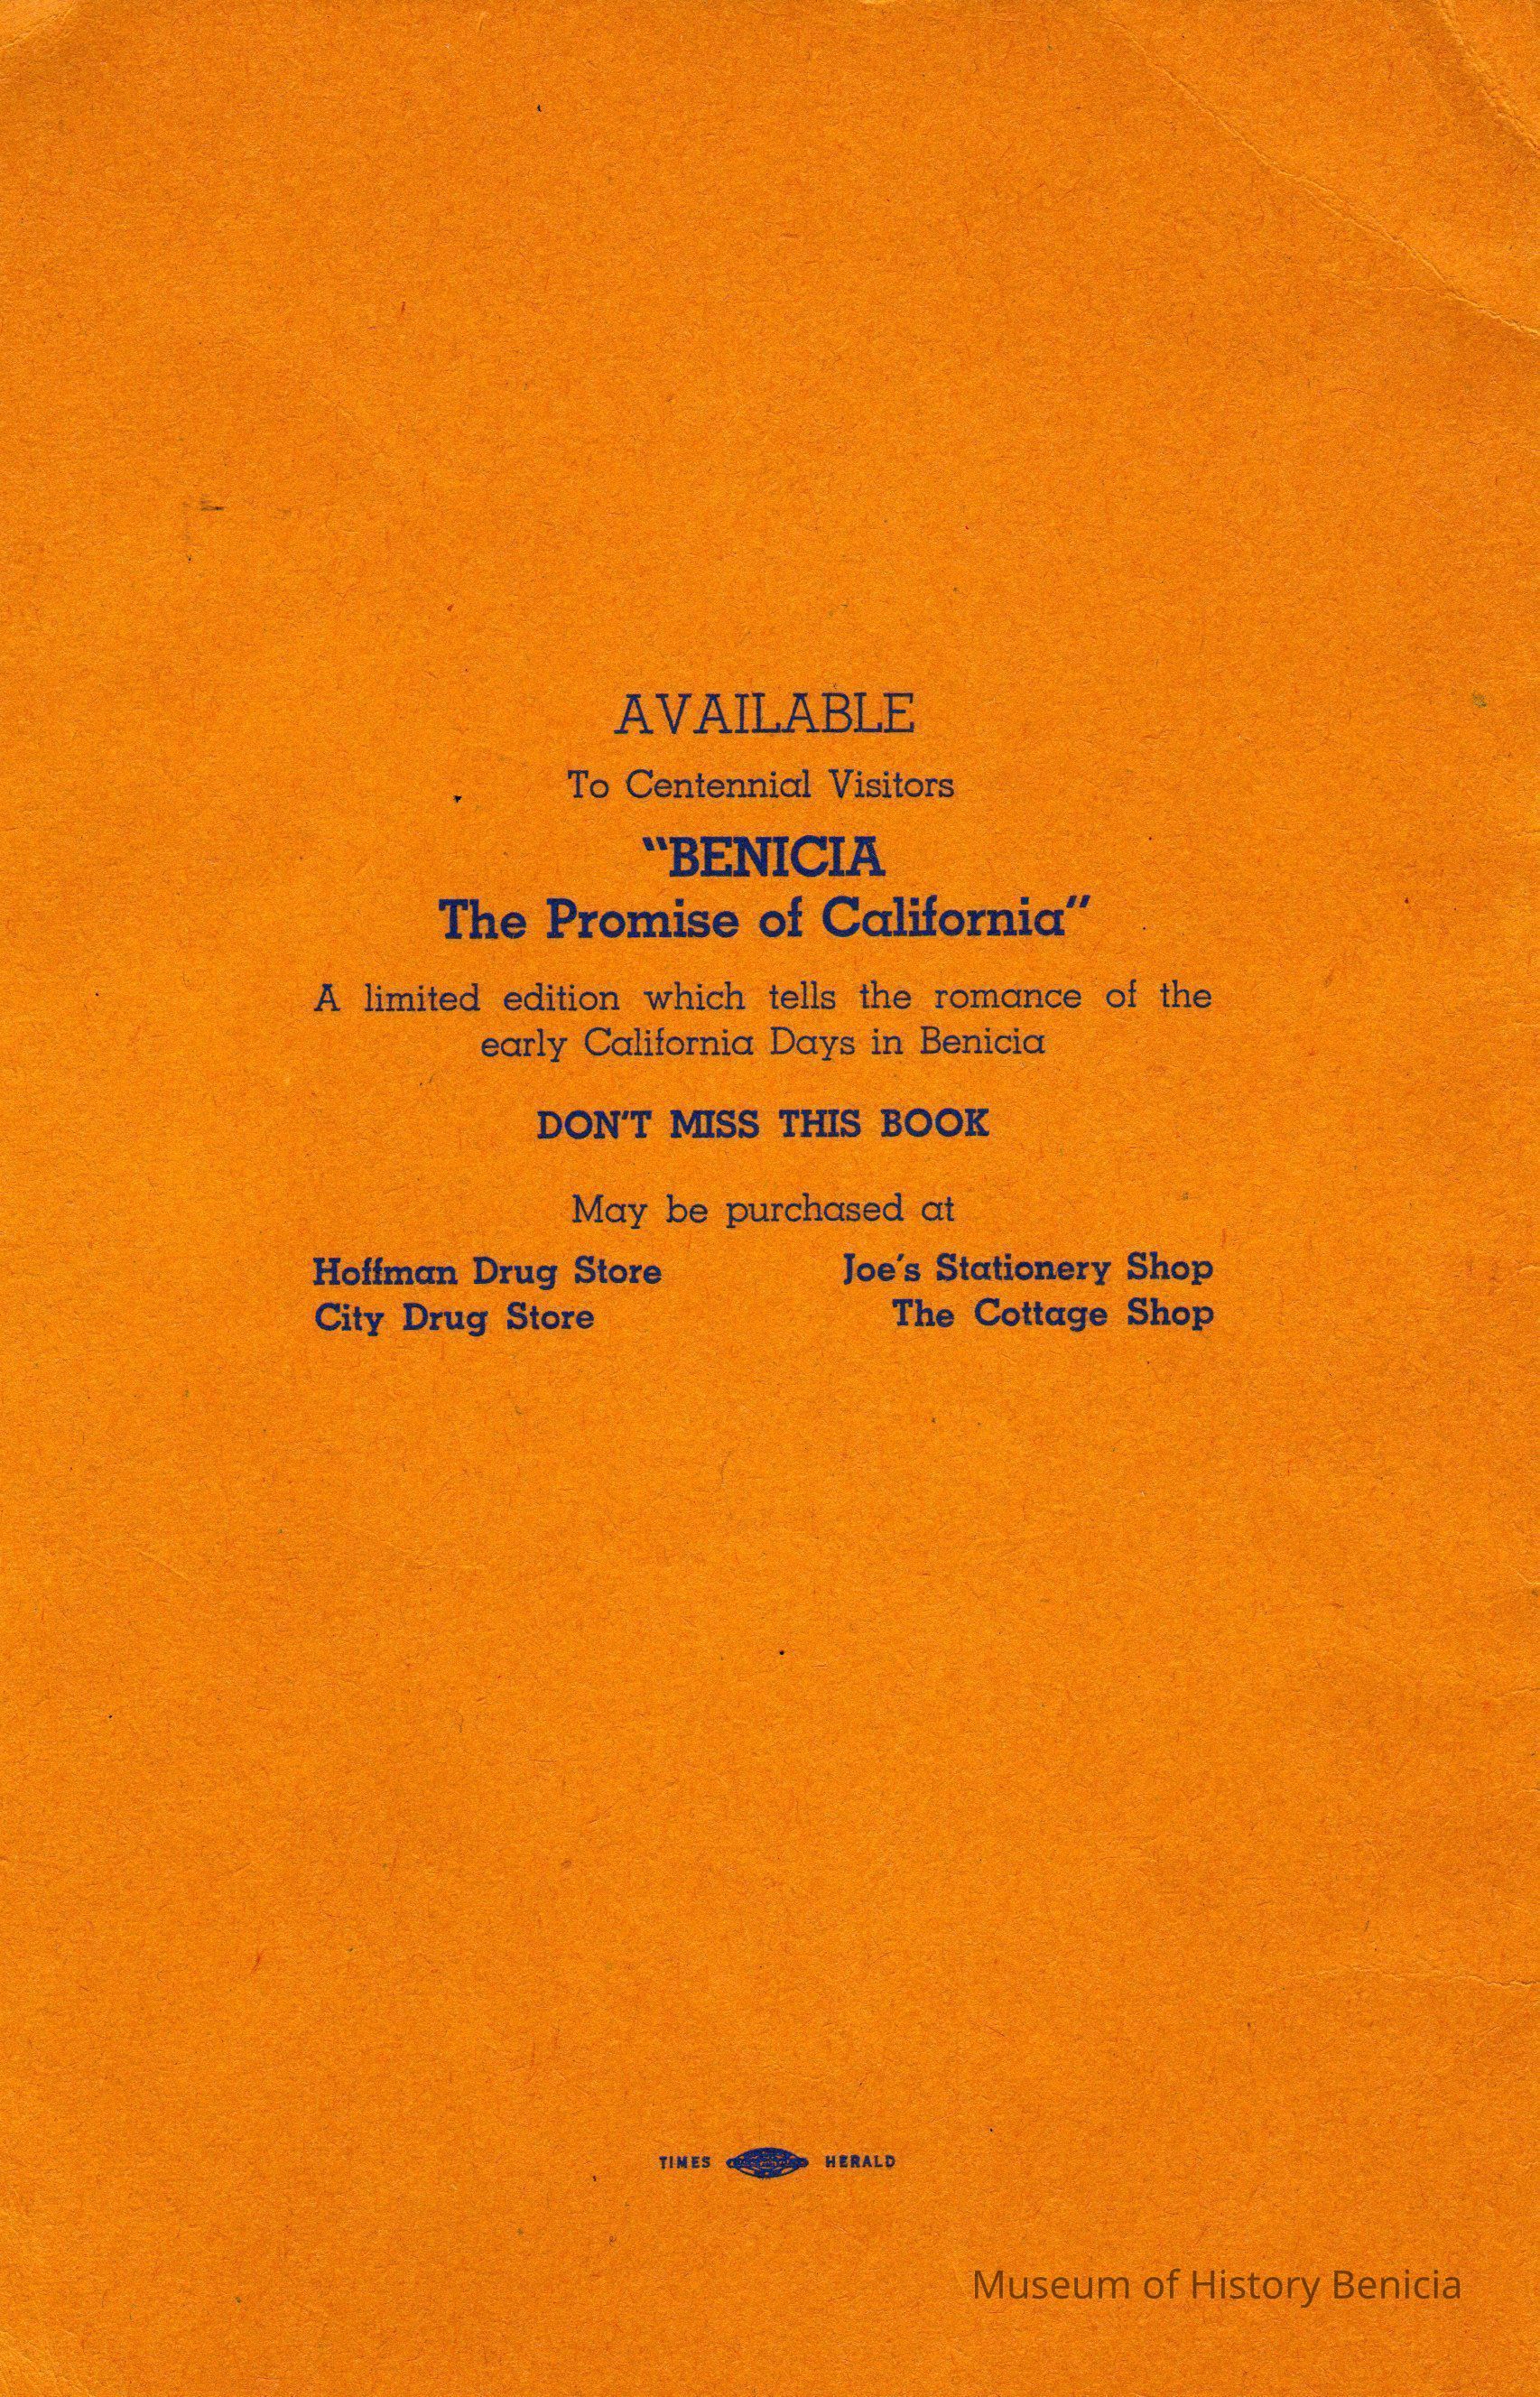 AVAILABLE
To Centennial Visitors
"BENICIA
The Promise of California"
A limited edition which tells the romance of the
early California Days in Benicia
DON'T MISS THIS BOOK
May be purchased at
Hoffman Drug Store Joe's Stationery Shop
City Drug Store The Cottage Shop
TIMES HERALD
Museum of History Benicia